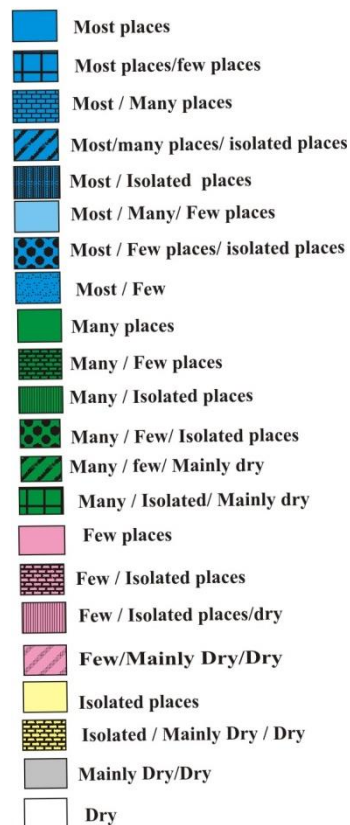 Most places
Most places/few places
Most / Many places
Most/many places/ isolated places
Most / Isolated places
Most / Many/ Few places
Most / Few places/ isolated places
Most / Few
Many places
Many / Few places
Many / Isolated places
Many / Few/ Isolated places
Many / few/ Mainly dry
Many / Isolated/ Mainly dry
Few places
Few / Isolated places
Few / Isolated places/dry
Few/Mainly Dry/Dry
Isolated places
Isolated / Mainly Dry / Dry
Mainly Dry/Dry
Dry